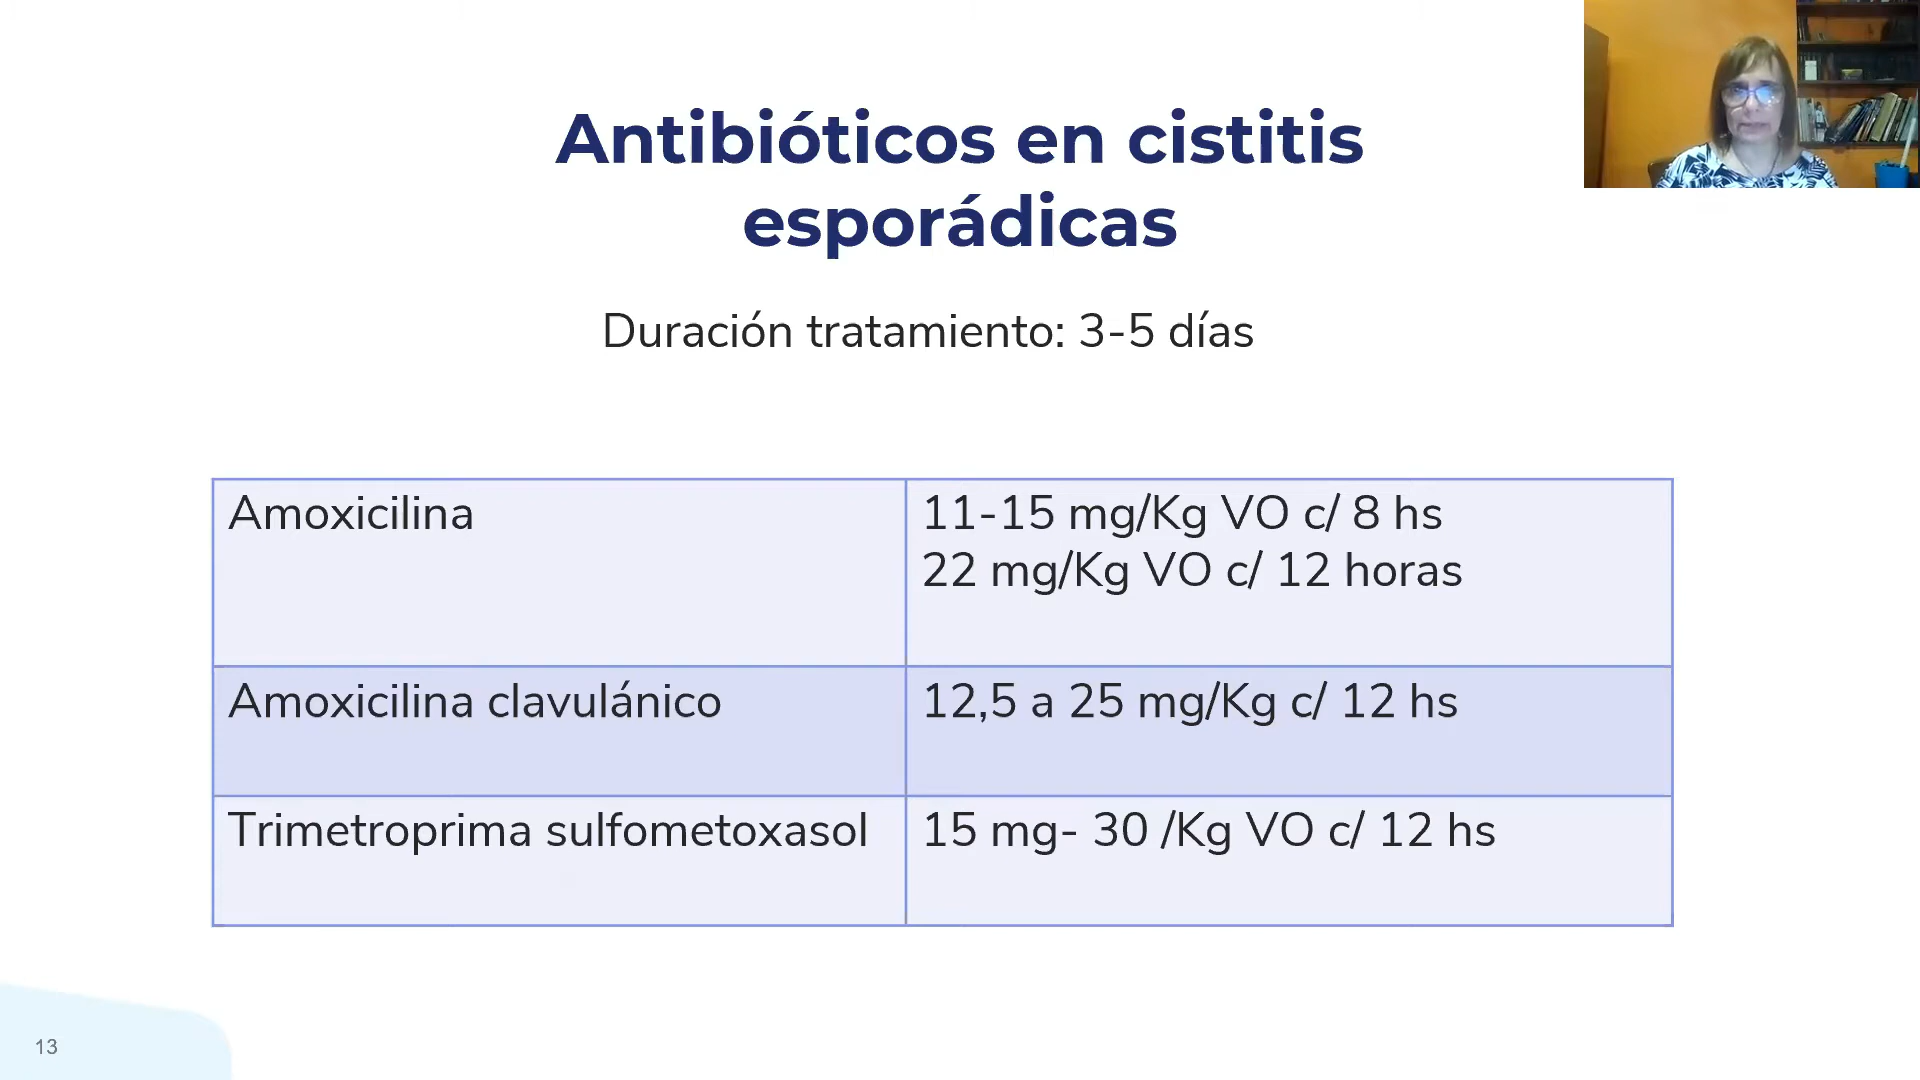 Antibióticos en cistitis
esporádicas
Duración tratamiento: 3-5 días
Amoxicilina
11-15 mg/Kg VO c/ 8 hs
22 mg/Kg VO c/ 12 horas
Amoxicilina clavulánico
12,5 a 25 mg/Kg c/ 12 hs
Trimetroprima sulfometoxasol
15 mg- 30 /Kg VO c/ 12 hs
13